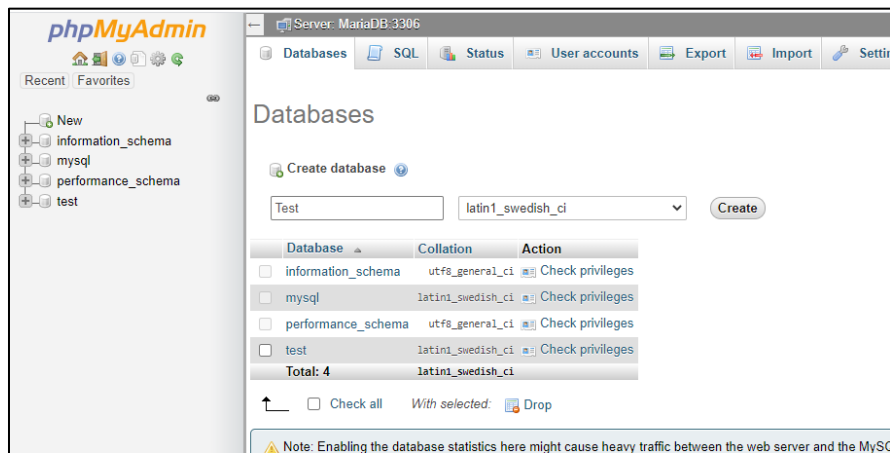 phpMyAdmin
Recent Favorites
New
information_schema
mysql
performance_schema
test
Server: MariaDB:3306
Databases SQL Status User accounts Export Import Settin
Databases
Create database
Test latin1_swedish_ci Create
Database Collation Action
information_schema utf8_general_ci Check privileges
mysql latin1_swedish_ci Check privileges
performance_schema utf8_general_ci Check privileges
test latin1_swedish_ci Check privileges
Total: 4 latin1_swedish_ci
Check all With selected: Drop
Note: Enabling the database statistics here might cause heavy traffic between the web server and the MySQ